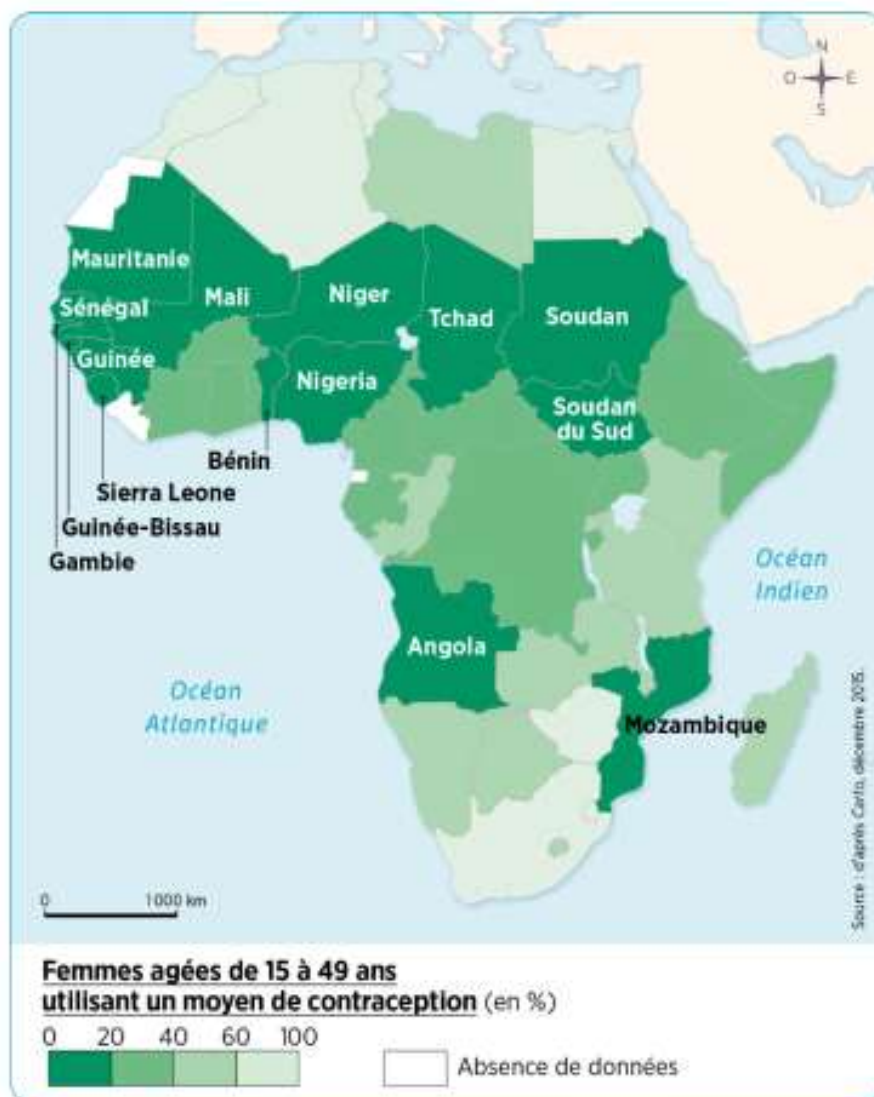 N
O E
S
Mauritanie
Sénégal
Mali
Niger
Tchad
Soudan
Guinée
Nigeria
Soudan
du Sud
Bénin
Sierra Leone
Guinée-Bissau
Gambie
Océan
Indien
Angola
Océan
Atlantique
Mozambique
Source : d'après Carto, décembre 2015.
0 1000 km
Femmes agées de 15 à 49 ans
utilisant un moyen de contraception (en %)
0 20 40 60 100
Absence de données